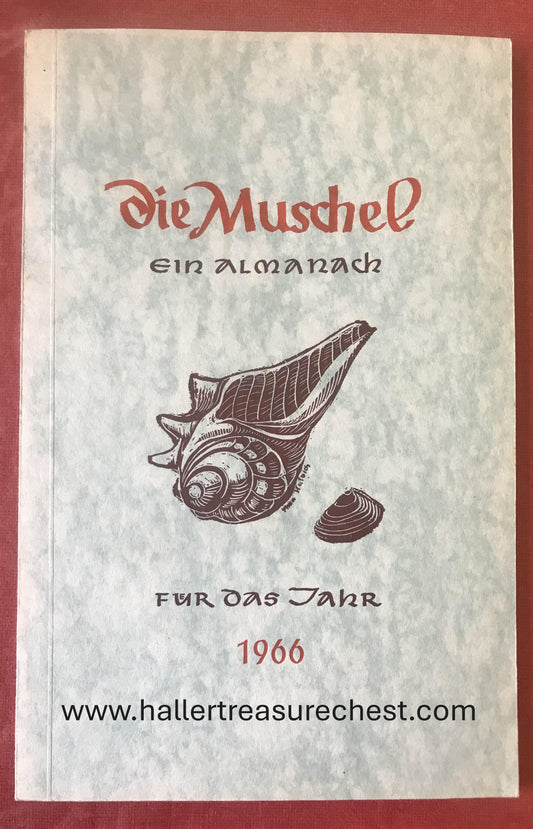 die Muschel
Ein Almanach
Für das Jahr
1966
www.hallertreasurechest.com